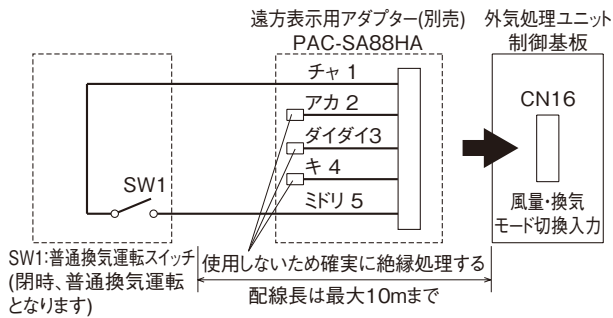 遠方表示用アダプター(別売)
PAC-SA88HA
外気処理ユニット
制御基板
チャ 1
アカ 2
ダイダイ3
キ 4
ミドリ 5
SW1
CN16
風量・換気
モード切換入力
SW1:普通換気運転スイッチ
(閉時、普通換気運転
となります)
使用しないため確実に絶縁処理する
配線長は最大10mまで